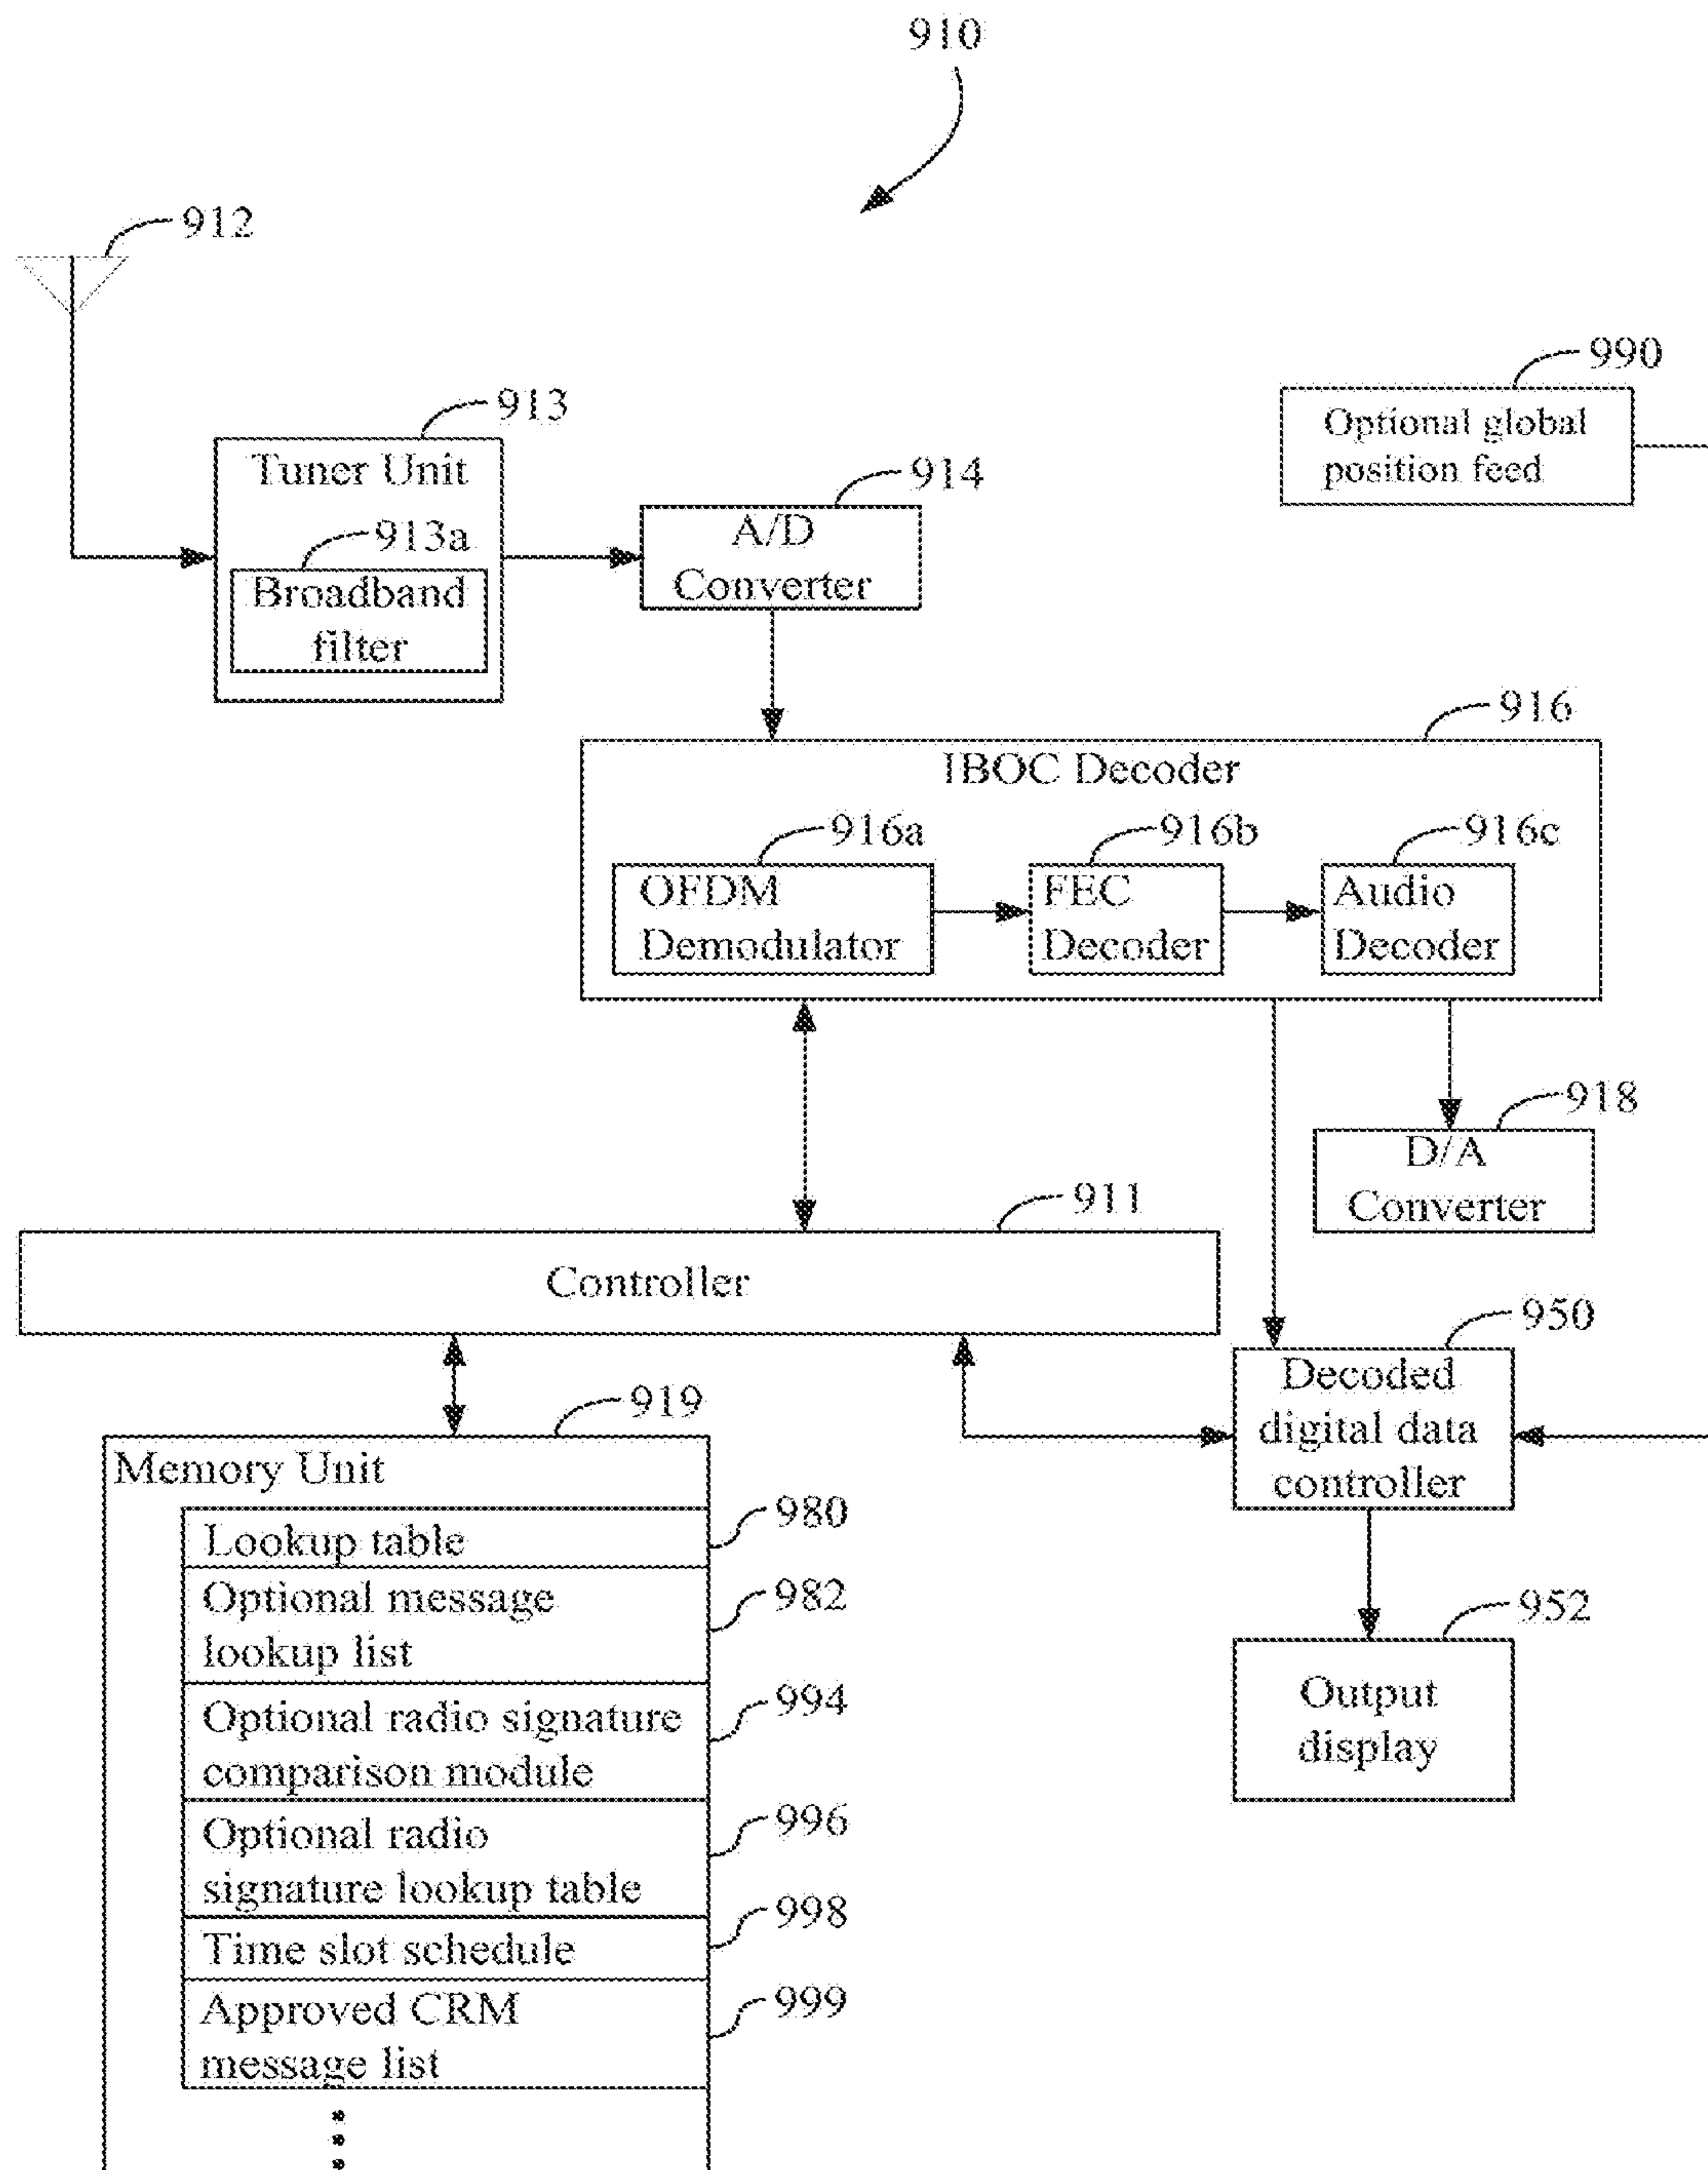 910
912
990
Optional global
position feed
913
Tuner Unit
914
A/D
Converter
913a
Broadband
filter
916
IBOC Decoder
916a
916b
916c
OFDM
Demodulator
FEC
Decoder
Audio
Decoder
918
D/A
Converter
911
Controller
950
Decoded
digital data
controller
919
Memory Unit
Lookup table
980
Optional message
lookup list
982
Optional radio signature
comparison module
994
Optional radio
signature lookup table
996
Time slot schedule
998
Approved CRM
message list
999
952
Output
display